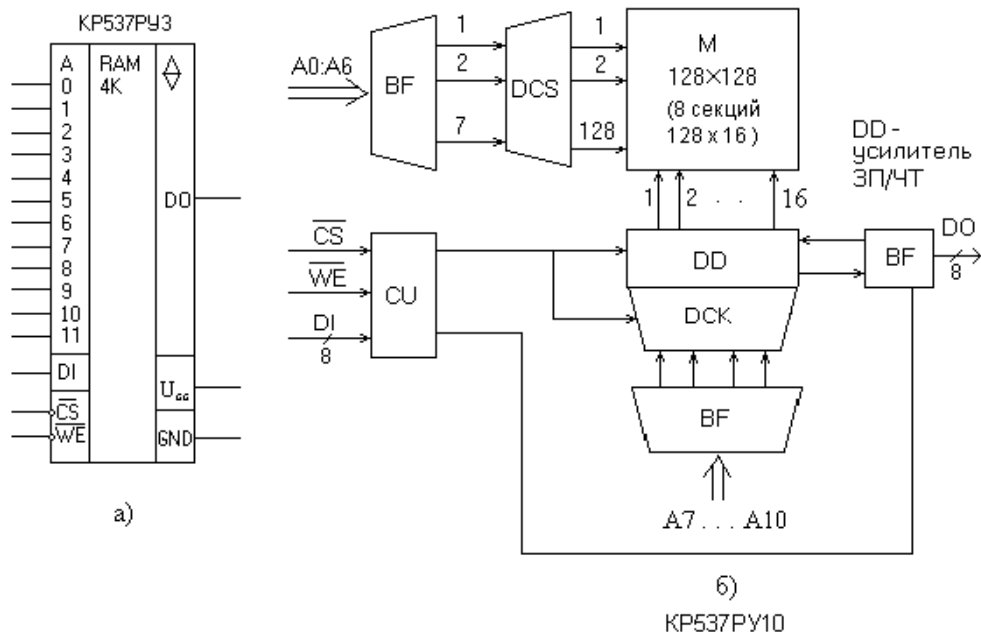 КР537РУ3
A
0
1
2
3
4
5
6
7
8
9
10
11
DI
CS
WE
RAM
4K
DO
UGG
GND
а)
A0:A6
BF
1
2
7
DCS
1
2
128
M
128×128
(8 секций
128 x 16)
DD -
усилитель
ЗП/ЧТ
1
2
. .
16
CS
WE
DI
8
CU
DD
DCK
BF
DO
8
BF
A7 . . . A10
б)
КР537РУ10